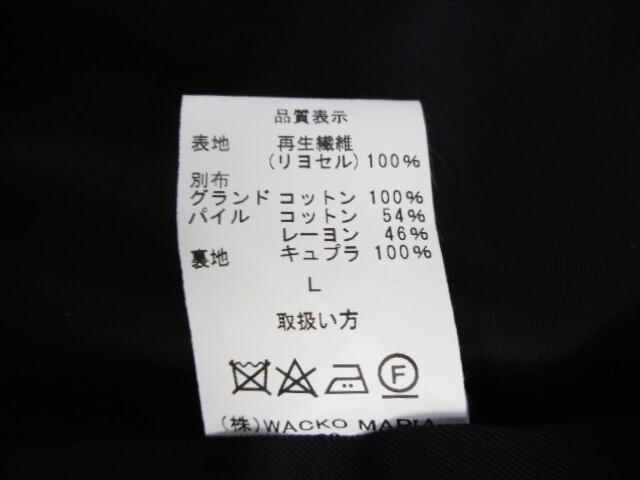 品質表示
表地 再生繊維
(リヨセル) 100%
別布
グランド コットン 100%
パイル コットン 54%
レーヨン 46%
裏地 キュプラ 100%
L
取扱い方
F
(株) WACKO MARIA